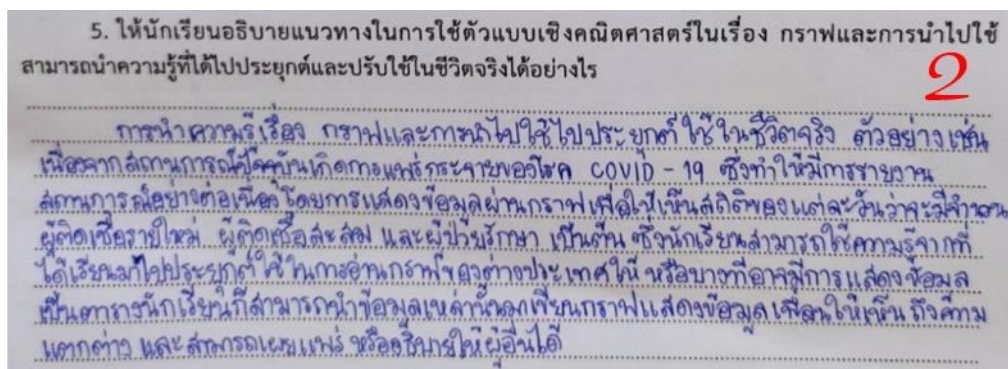 5. ให้นักเรียนอธิบายแนวทางในการใช้ตัวแบบเชิงคณิตศาสตร์ในเรื่อง กราฟและการนำไปใช้
สามารถนำความรู้ที่ได้ไปประยุกต์และปรับใช้ในชีวิตจริงได้อย่างไร
2
การนำความรู้เรื่อง กราฟและการนำไปใช้ไปประยุกต์ใช้ในชีวิตจริง ตัวอย่างเช่น
เนื่องจากสถานการณ์ปัจจุบันเกิดการแพร่กระจายของโรค COVID - 19 ซึ่งทำให้มีการรายงาน
สถานการณ์อย่างต่อเนื่องโดยการแสดงข้อมูลผ่านกราฟเพื่อให้เห็นสถิติของแต่ละวันว่าจะมีจำนวน
ผู้ติดเชื้อรายใหม่ ผู้ติดเชื้อสะสม และผู้ป่วยรักษา เป็นต้น ซึ่งนักเรียนสามารถใช้ความรู้จากที่
ได้เรียนมาไปประยุกต์ใช้ในการอ่านกราฟของต่างประเทศได้ หรือบางทีอาจมีการแสดงข้อมูล
เป็นตารางนักเรียนก็สามารถนำข้อมูลเหล่านั้นมาเขียนกราฟแสดงข้อมูลเพื่อให้เห็นถึงความ
แตกต่าง และสามารถเผยแพร่ หรืออธิบายให้ผู้อื่นได้